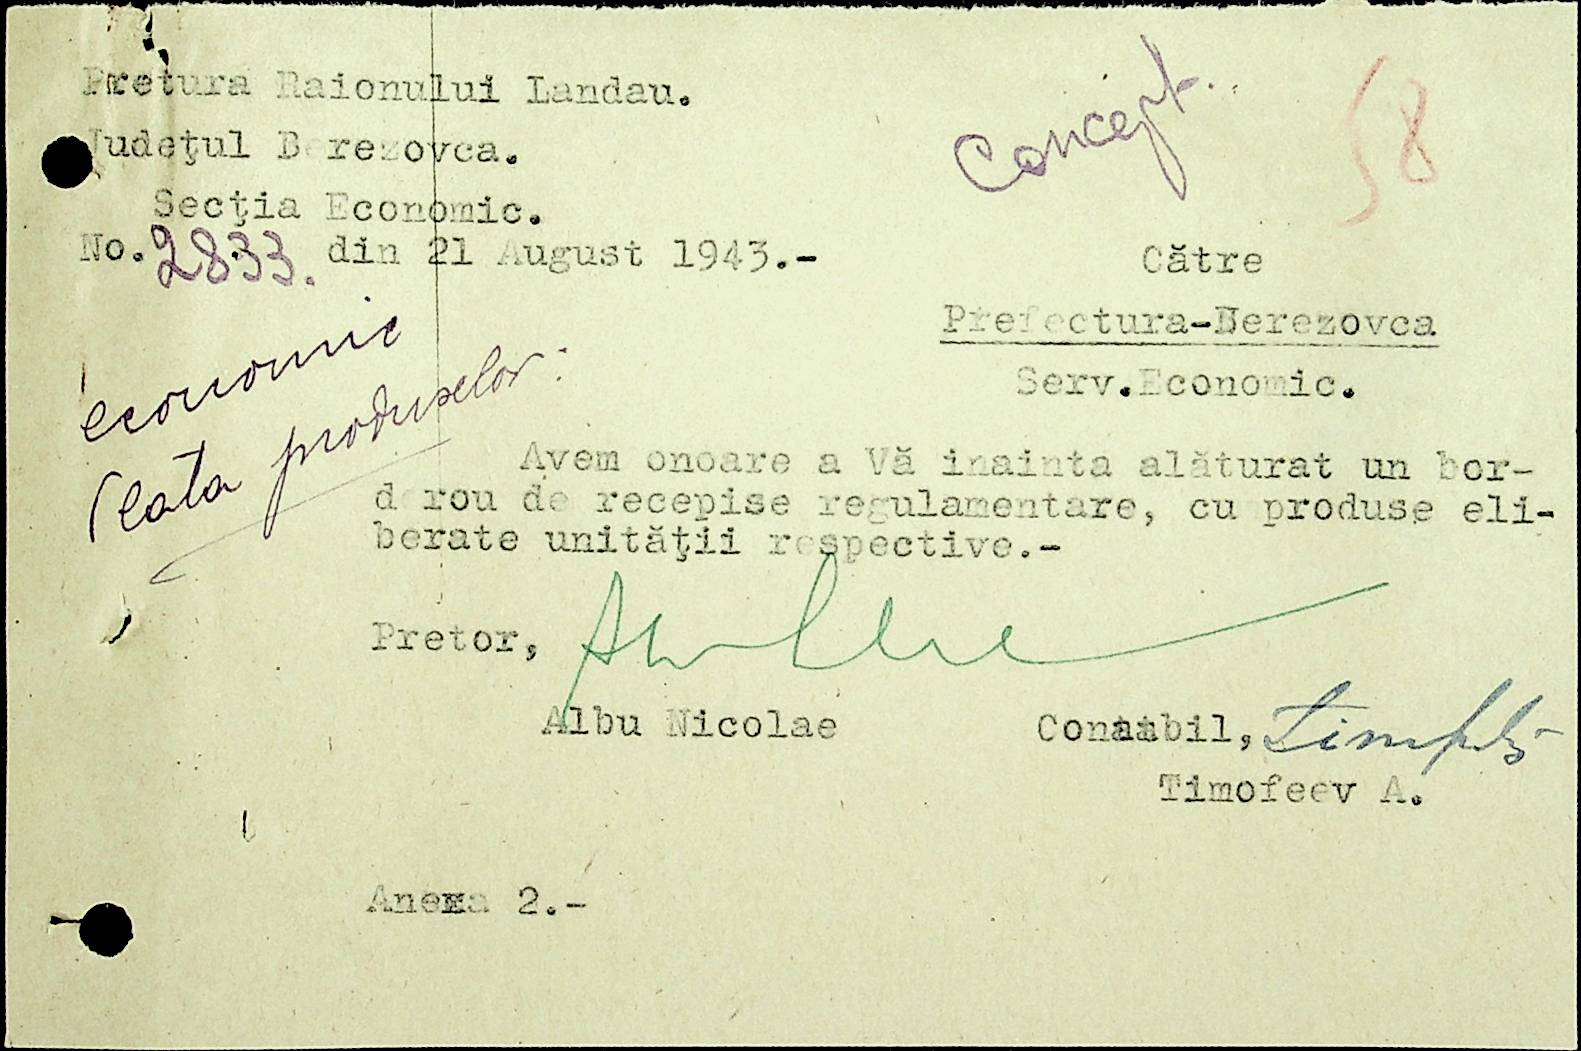 Pretura Raionului Landau.
Judeţul Berezovca.
Secţia Economic.
No. 2833. din 21 August 1943.-
Concept.
58
Către
Prefectura-Berezovca
Serv.Economic.
economic
Plata produselor:
Avem onoare a Vă inainta alăturat un bor-
derou de recepise regulamentare, cu produse eli-
berate unităţii respective.-
Pretor,
Albu Nicolae
Contabil,
Timofeev A.
Anexa 2.-